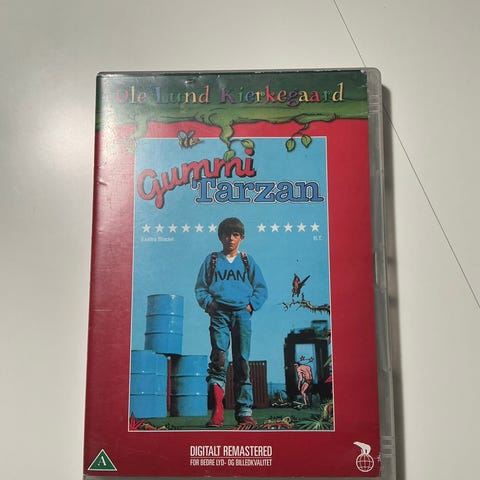 Ole Lund Kirkegaard
Gummi
Tarzan
★★★★★★ ★★★★★
Ekstra Bladet B.T.
IVAN
DIGITALT REMASTERED
FOR BEDRE LYD- OG BILLEDKVALITET
A